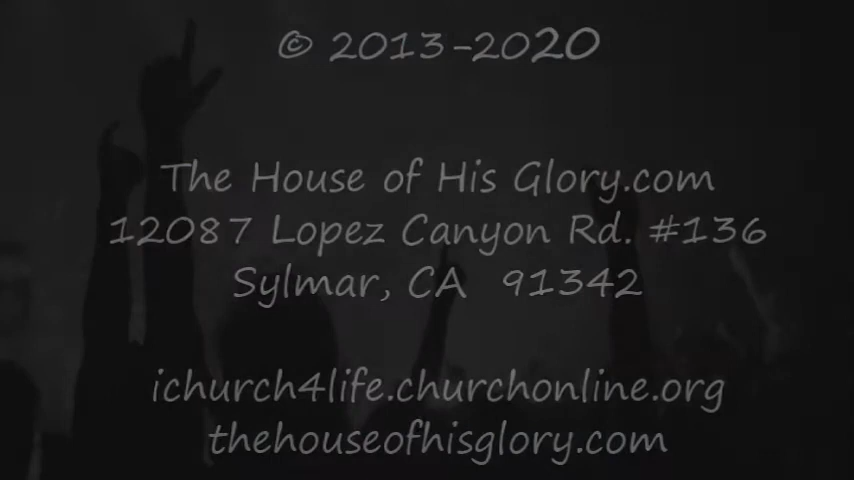 © 2013-2020
The House of His Glory.com
12087 Lopez Canyon Rd. #136
Sylmar, CA 91342
ichurch4life.churchonline.org
thehouseofhisglory.com